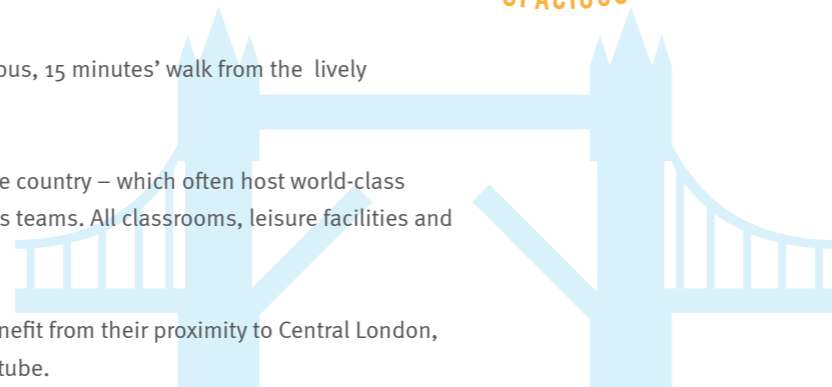 SPACIOUS
ous, 15 minutes’ walk from the lively
e country – which often host world-class
s teams. All classrooms, leisure facilities and
nefit from their proximity to Central London,
tube.